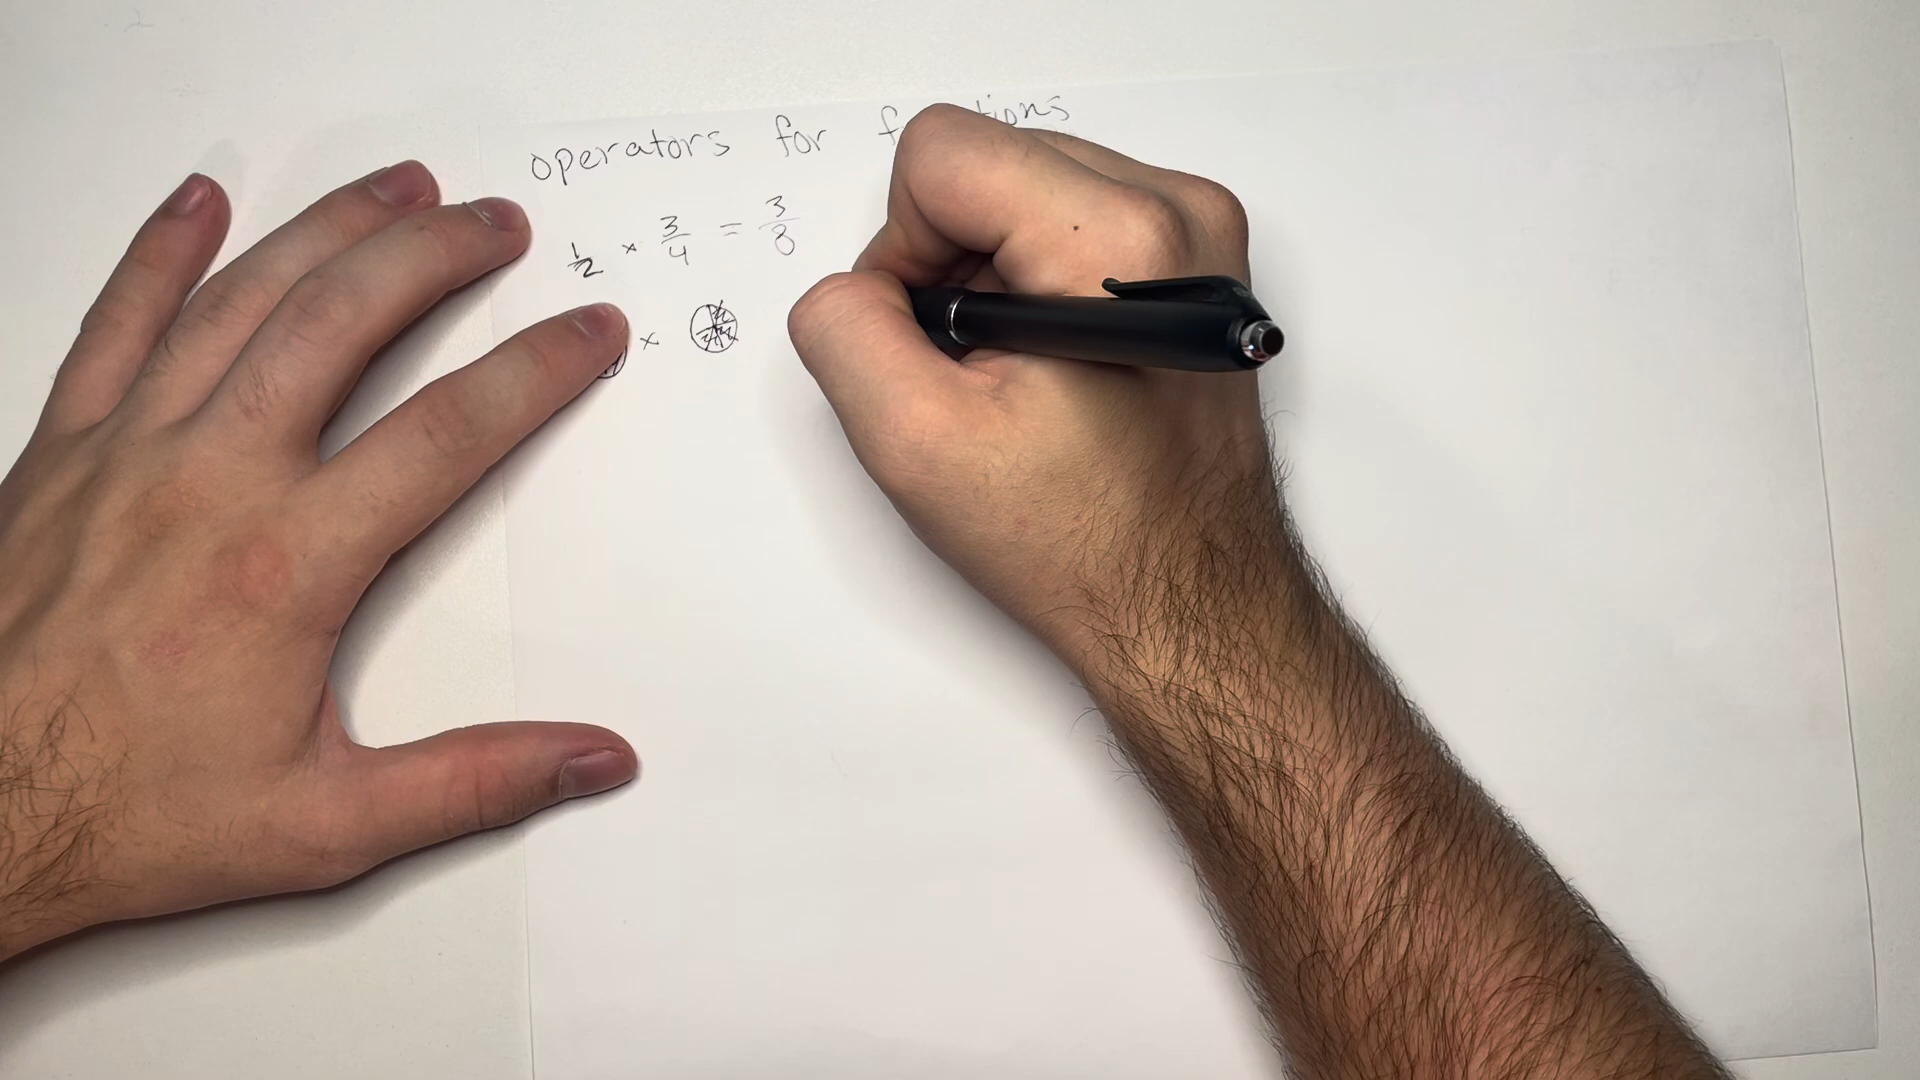 operators for
1/2 × 3/4 = 3/8
×